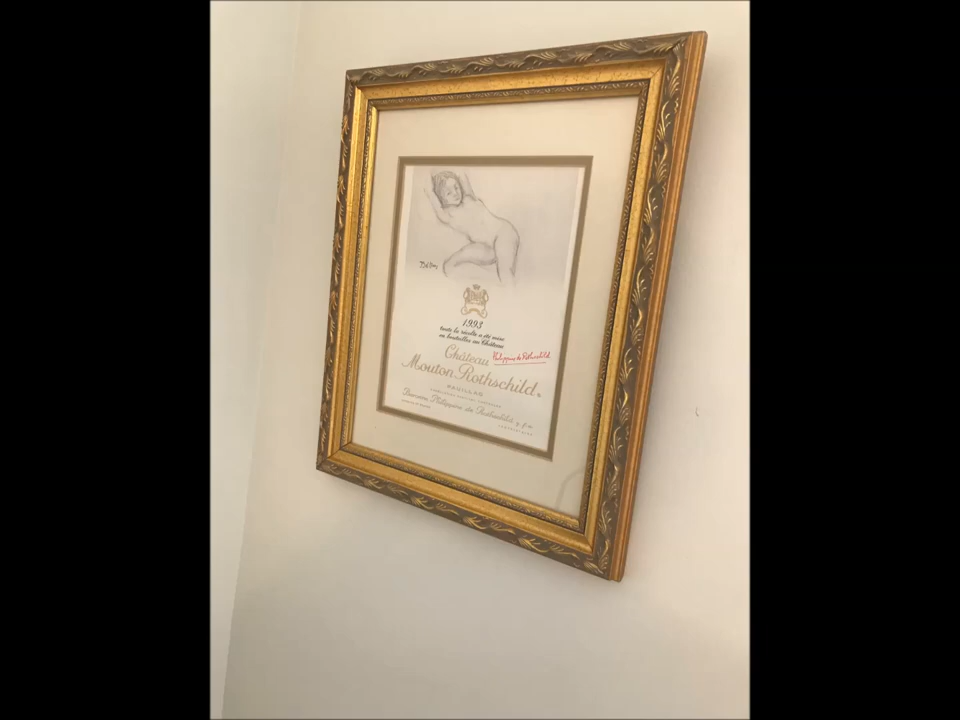 Balthus
1993
toute la récolte a été mise
en bouteilles au Château
Château
Philippine de Rothschild
Mouton Rothschild
PAUILLAC
Baronne Philippine de Rothschild g.f.a.